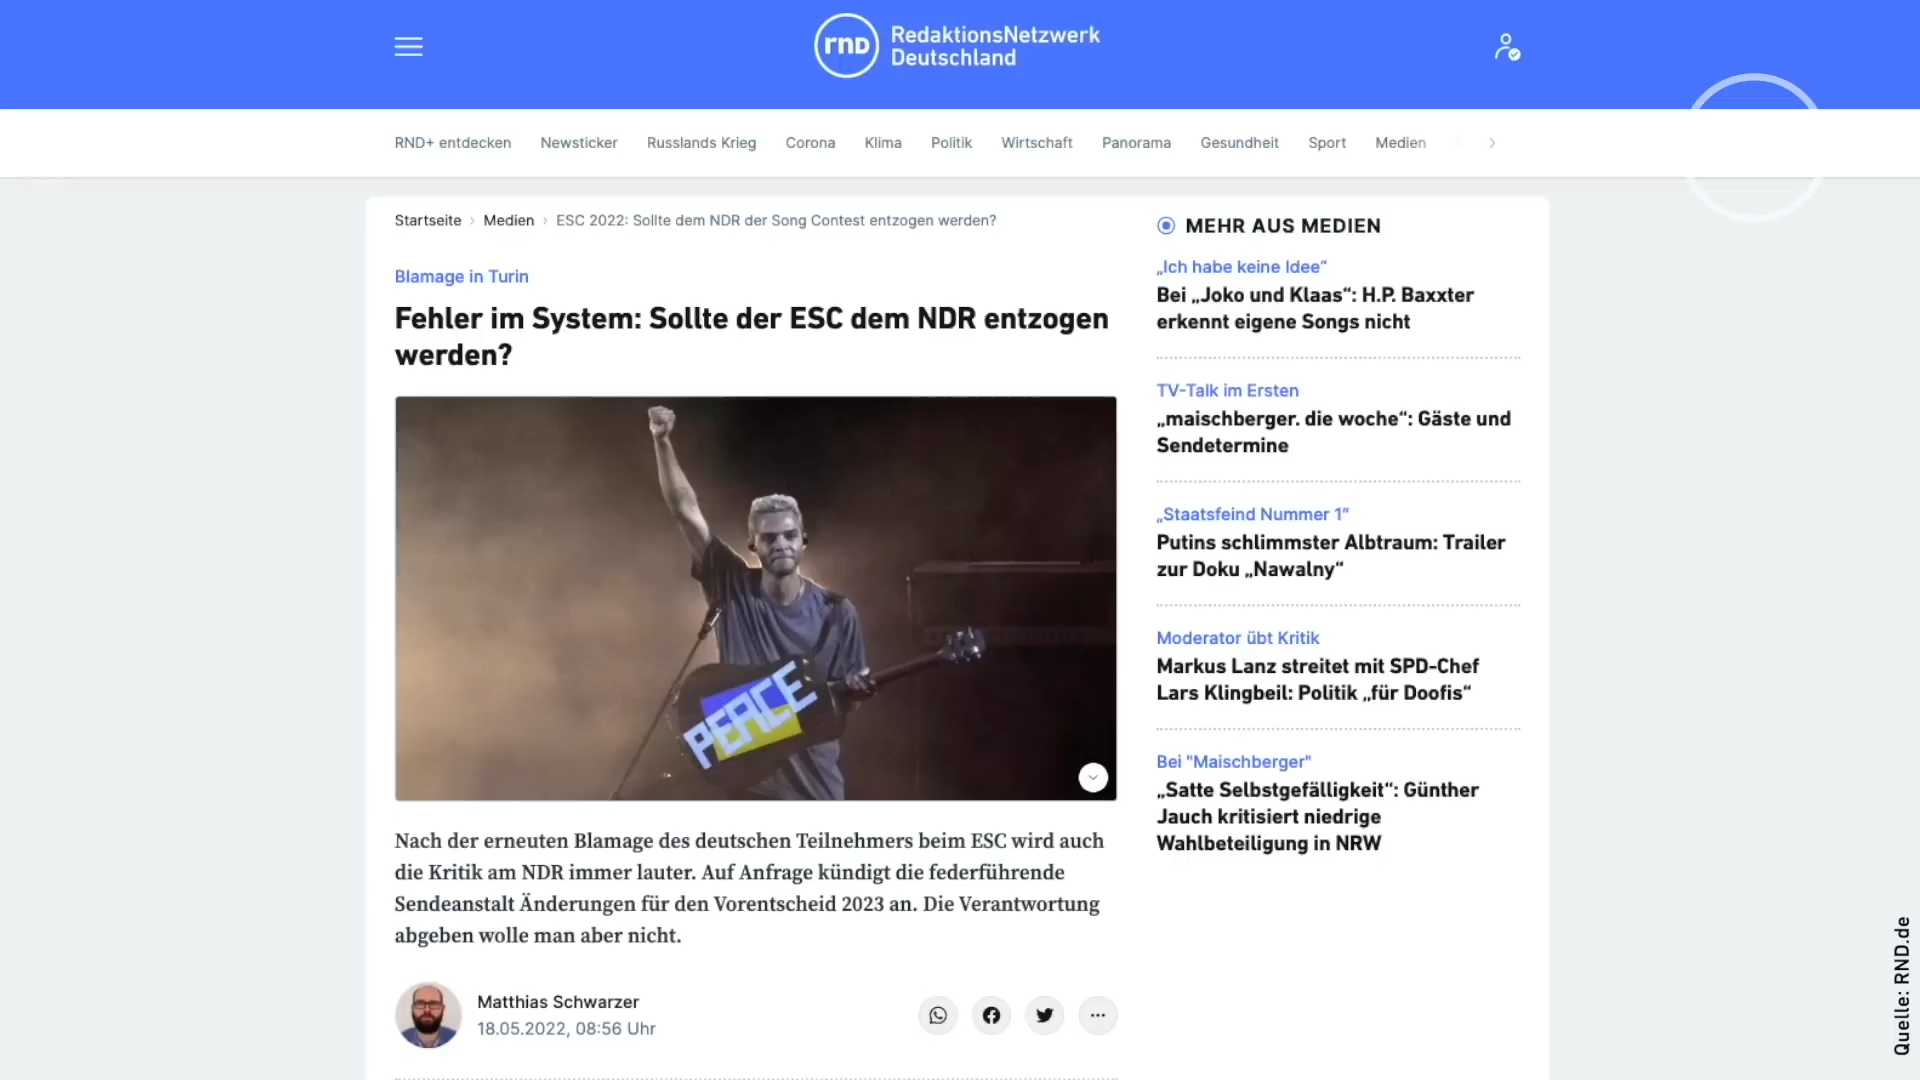 rnD RedaktionsNetzwerk
Deutschland
RND+ entdecken Newsticker Russlands Krieg Corona Klima Politik Wirtschaft Panorama Gesundheit Sport Medien
Startseite › Medien › ESC 2022: Sollte dem NDR der Song Contest entzogen werden?
Blamage in Turin
Fehler im System: Sollte der ESC dem NDR entzogen
werden?
PEACE
Nach der erneuten Blamage des deutschen Teilnehmers beim ESC wird auch
die Kritik am NDR immer lauter. Auf Anfrage kündigt die federführende
Sendeanstalt Änderungen für den Vorentscheid 2023 an. Die Verantwortung
abgeben wolle man aber nicht.
Matthias Schwarzer
18.05.2022, 08:56 Uhr
MEHR AUS MEDIEN
„Ich habe keine Idee“
Bei „Joko und Klaas“: H.P. Baxxter
erkennt eigene Songs nicht
TV-Talk im Ersten
„maischberger. die woche“: Gäste und
Sendetermine
„Staatsfeind Nummer 1"
Putins schlimmster Albtraum: Trailer
zur Doku „Nawalny“
Moderator übt Kritik
Markus Lanz streitet mit SPD-Chef
Lars Klingbeil: Politik „für Doofis“
Bei "Maischberger"
„Satte Selbstgefälligkeit“: Günther
Jauch kritisiert niedrige
Wahlbeteiligung in NRW
Quelle: RND.de